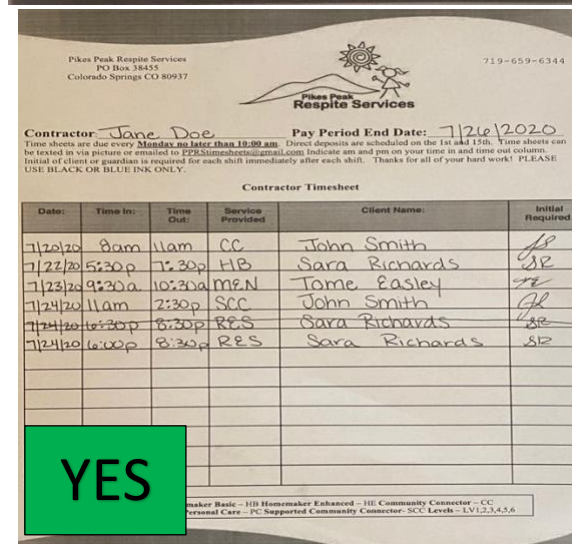 Pikes Peak Respite Services
PO Box 38455
Colorado Springs CO 80937
719-659-6344
Pikes Peak
Respite Services
Contractor: Jane Doe Pay Period End Date: 7/26/2020
Time sheets are due every Monday no later than 10:00 am. Direct deposits are scheduled on the 1st and 15th. Time sheets can
be texted in via picture or emailed to PPRStimesheets@gmail.com Indicate am and pm on your time in and time out column.
Initial of client or guardian is required for each shift immediately after each shift. Thanks for all of your hard work! PLEASE
USE BLACK OR BLUE INK ONLY.
Contractor Timesheet
Date: Time In: Time Out: Service Provided Client Name: Initial Required
7/20/20 8am 11am CC John Smith JS
7/22/20 5:30p 7:30p HB Sara Richards SR
7/23/20 9:30a 10:30a MEN Tome Easley TE
7/24/20 11am 2:30p SCC John Smith JS
7/24/20 6:30p 8:30p RES Sara Richards SR
7/24/20 6:00p 8:30p RES Sara Richards SR
YES
maker Basic – HB Homemaker Enhanced – HE Community Connector – CC
Personal Care – PC Supported Community Connector- SCC Levels – LV1,2,3,4,5,6